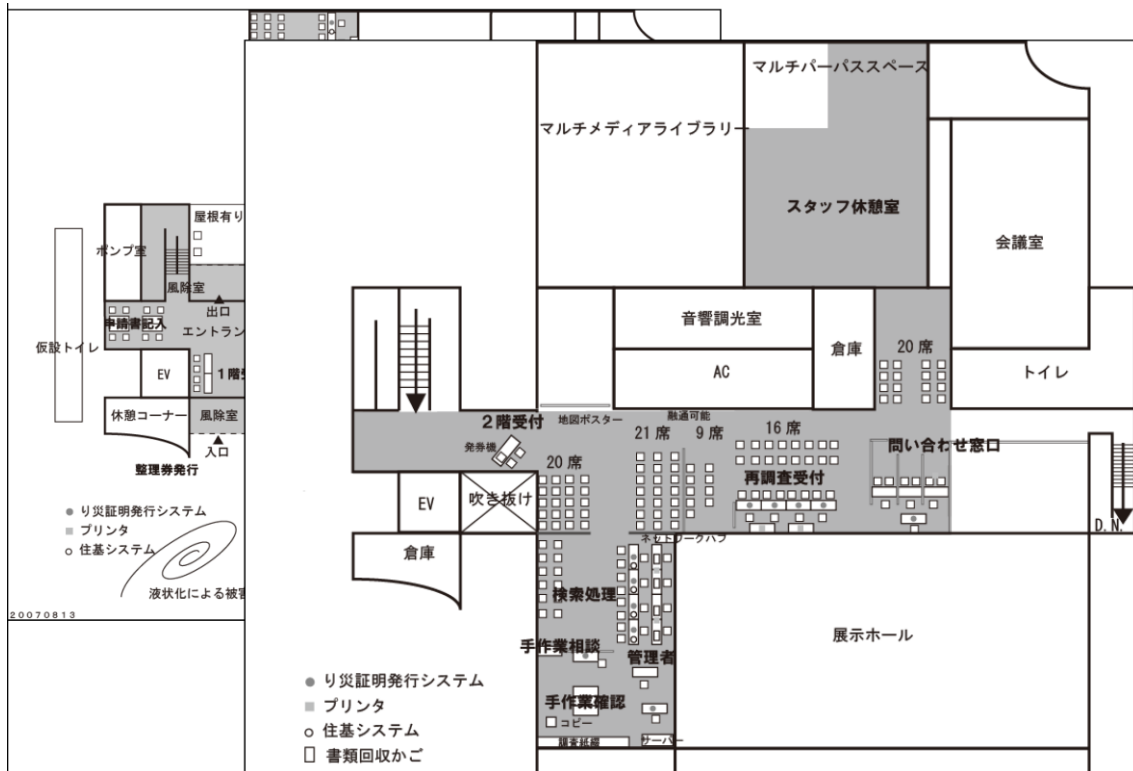 屋根有り
ポンプ室
風除室
出口
申請書記入
エントラン
仮設トイレ
EV
1階受
休憩コーナー
風除室
入口
整理券発行
り災証明発行システム
プリンタ
住基システム
液状化による被害
20070813
マルチメディアライブラリー
マルチパーパススペース
スタッフ休憩室
会議室
音響調光室
倉庫
AC
20席
トイレ
2階受付
地図ポスター
融通可能
発券機
21席
9席
16席
問い合わせ窓口
20席
再調査受付
EV
吹き抜け
D.N.
倉庫
ネットワークハブ
検索処理
展示ホール
手作業相談
管理者
手作業確認
コピー
調査紙棚
サーバー
り災証明発行システム
プリンタ
住基システム
書類回収かご